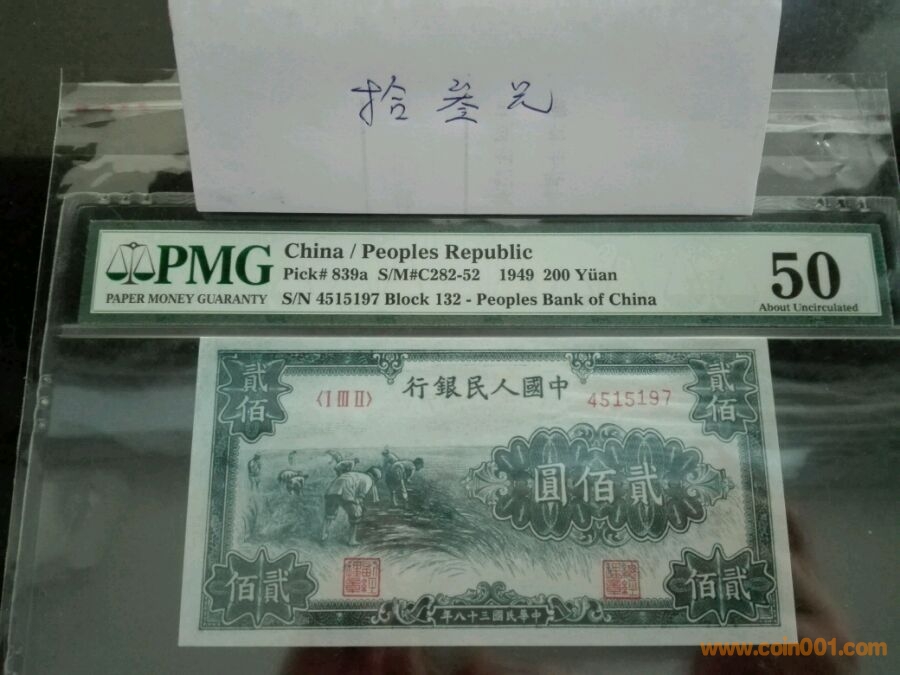 拾叁
PMG
PAPER MONEY GUARANTY
China / Peoples Republic
Pick# 839a S/M#C282-52 1949 200 Yüan
S/N 4515197 Block 132 - Peoples Bank of China
50
About Uncirculated
貳佰
〈I III II〉
中國人民銀行
4515197
貳佰
貳佰圓
貳佰
貳佰
中華民國三十八年
www.coin001.com